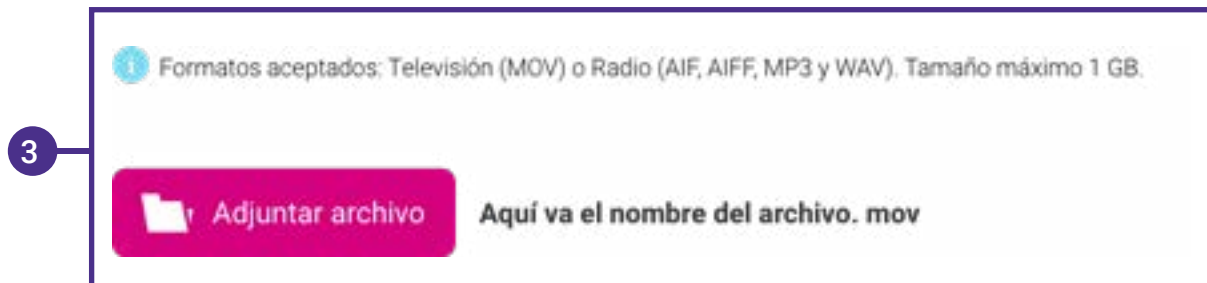 Formatos aceptados: Televisión (MOV) o Radio (AIF, AIFF, MP3 y WAV). Tamaño máximo 1 GB.
3
Adjuntar archivo
Aquí va el nombre del archivo. mov